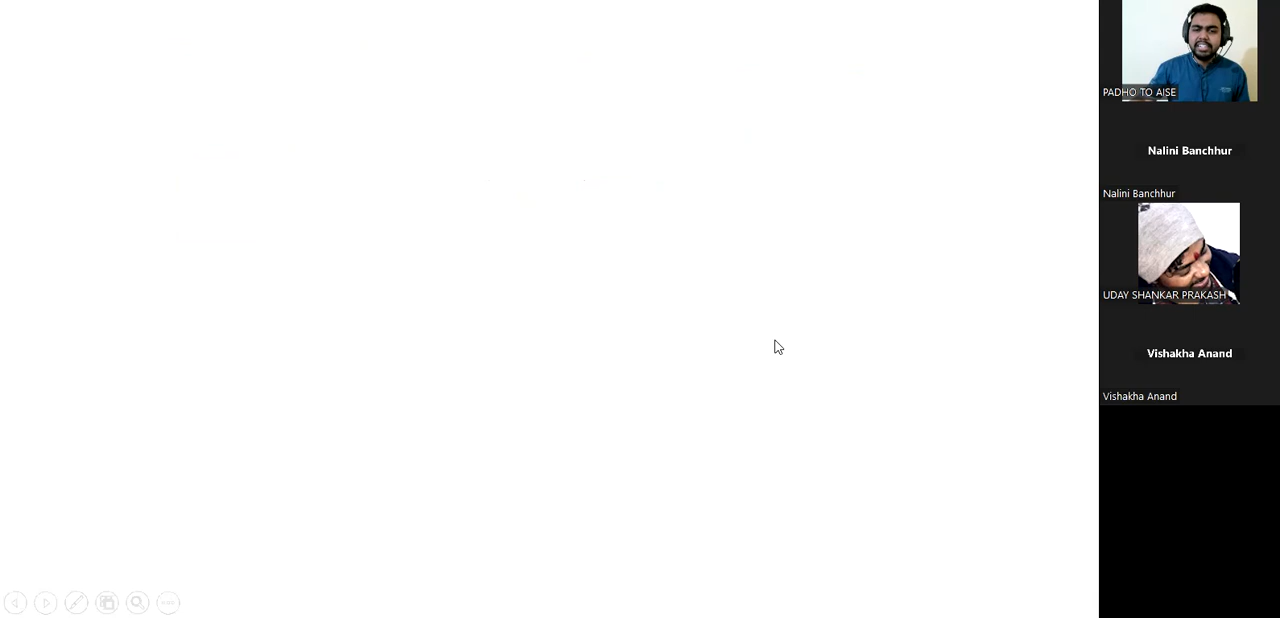 PADHO TO AISE
Nalini Banchhur
Nalini Banchhur
UDAY SHANKAR PRAKASH
Vishakha Anand
Vishakha Anand